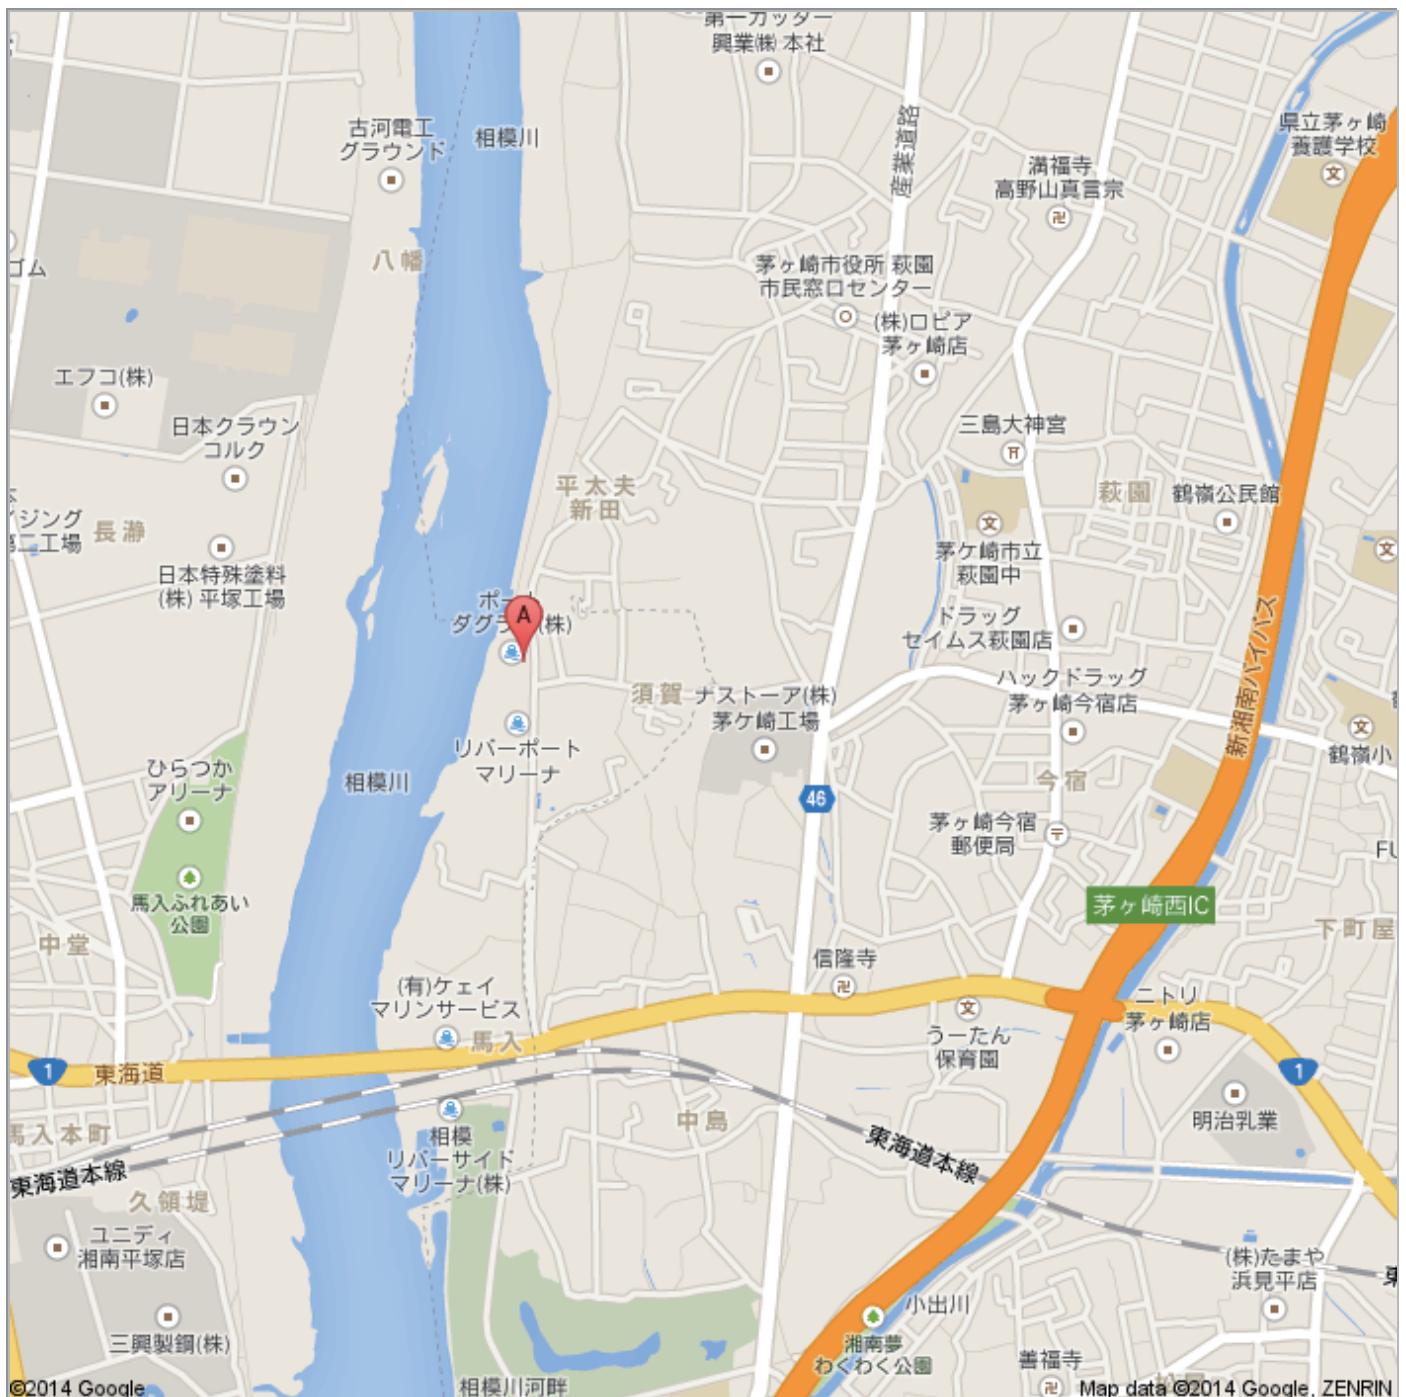 第一カッター
興業㈱ 本社
古河電工
グラウンド
相模川
産業道路
県立茅ヶ崎
養護学校
満福寺
高野山真言宗
八幡
ゴム
茅ヶ崎市役所 萩園
市民窓口センター
(株)ロピア
茅ヶ崎店
エフコ(株)
日本クラウン
コルク
三島大神宮
平太夫
新田
萩園
鶴嶺公民館
イジング
第二工場
長瀞
茅ケ崎市立
萩園中
日本特殊塗料
(株) 平塚工場
ポート
ダグラ
(株)
A
ドラッグ
セイムス萩園店
新湘南バイパス
須賀
ナストーア(株)
茅ケ崎工場
ハックドラッグ
茅ヶ崎今宿店
リバーポート
マリーナ
鶴嶺小
ひらつか
アリーナ
相模川
46
今宿
茅ヶ崎今宿
郵便局
FU
馬入ふれあい
公園
茅ヶ崎西IC
中堂
下町屋
信隆寺
(有)ケェイ
マリンサービス
ニトリ
茅ヶ崎店
馬入
うーたん
保育園
1
東海道
1
馬入本町
相模
リバーサイド
マリーナ(株)
中島
明治乳業
東海道本線
東海道本線
久領堤
ユニディ
湘南平塚店
(株)たまや
浜見平店
東
小出川
三興製鋼(株)
湘南夢
わくわく公園
善福寺
相模川河畔
©2014 Google
Map data ©2014 Google, ZENRIN